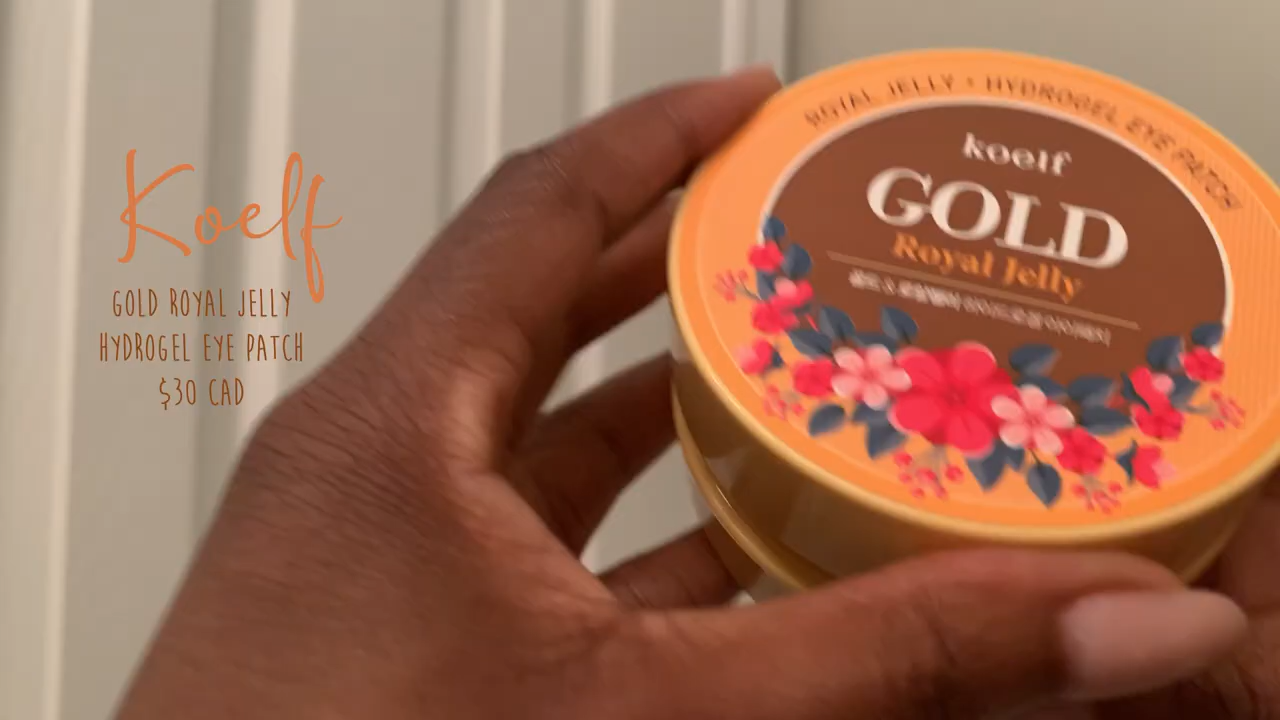 Koelf
GOLD ROYAL JELLY
HYDROGEL EYE PATCH
$30 CAD
ROYAL JELLY • HYDROGEL EYE PATCH
koelf
GOLD
Royal Jelly